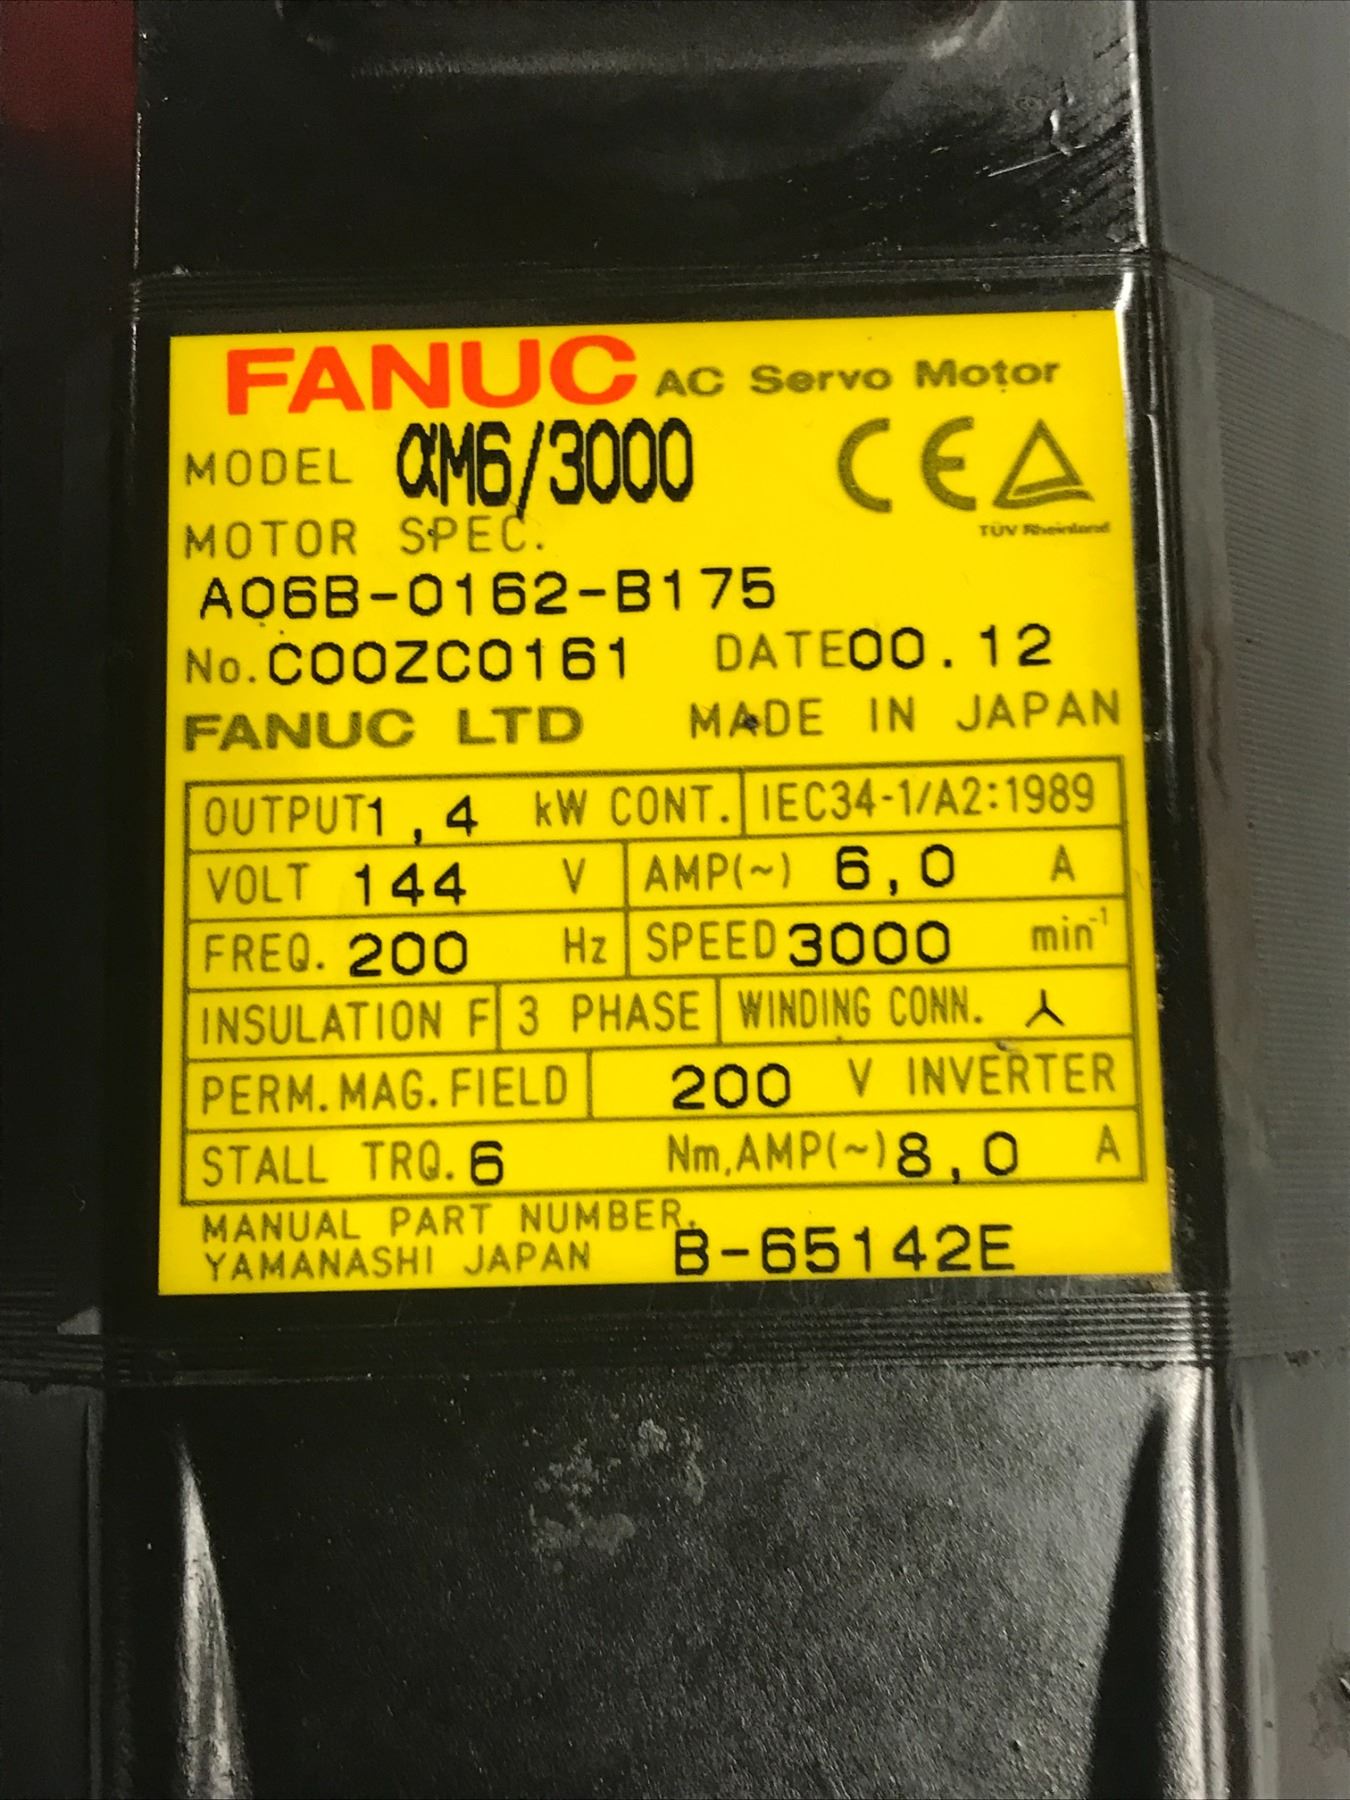 FANUC AC Servo Motor
MODEL αM6/3000 CE
TÜV Rheinland
MOTOR SPEC.
A06B-0162-B175
No. C00ZC0161 DATE 00.12
FANUC LTD MADE IN JAPAN
OUTPUT 1,4 kW CONT. IEC34-1/A2:1989
VOLT 144 V AMP(~) 6,0 A
FREQ. 200 Hz SPEED 3000 min⁻¹
INSULATION F 3 PHASE WINDING CONN.
PERM.MAG.FIELD 200 V INVERTER
STALL TRQ. 6 Nm,AMP(~) 8,0 A
MANUAL PART NUMBER.
YAMANASHI JAPAN B-65142E